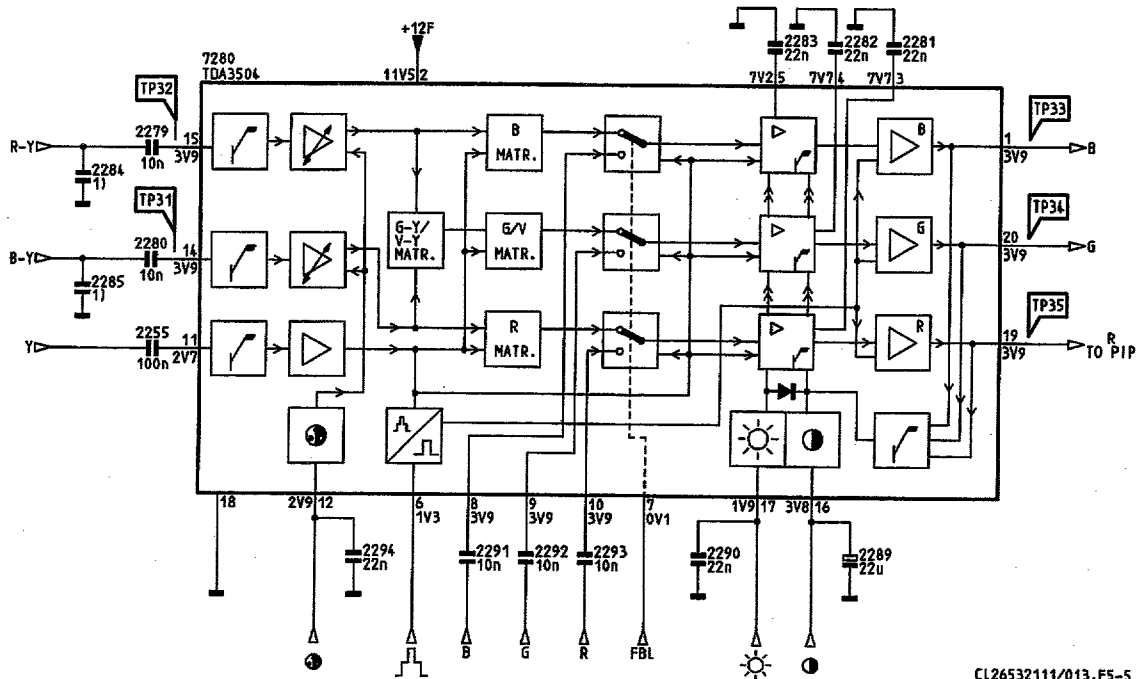 +12F
2283
22n
2282
22n
2281
22n
7280
TDA3504
11V5 2
7V2 5
7V7 4
7V7 3
TP32
2279
10n
15
3V9
R-Y
2284
1)
B
MATR.
B
1
3V9
TP33
B
TP31
2280
10n
14
3V9
B-Y
2285
1)
G-Y/
V-Y
MATR.
G/V
MATR.
G
20
3V9
TP34
G
2255
100n
11
2V7
Y
R
MATR.
R
19
3V9
TP35
R
TO PIP
18
2V9 12
6
1V3
8
3V9
9
3V9
10
3V9
7
0V1
1V9 17
3V8 16
2294
22n
2291
10n
2292
10n
2293
10n
2290
22n
2289
22u
B
G
R
FBL
CL26532111/013.F5-5